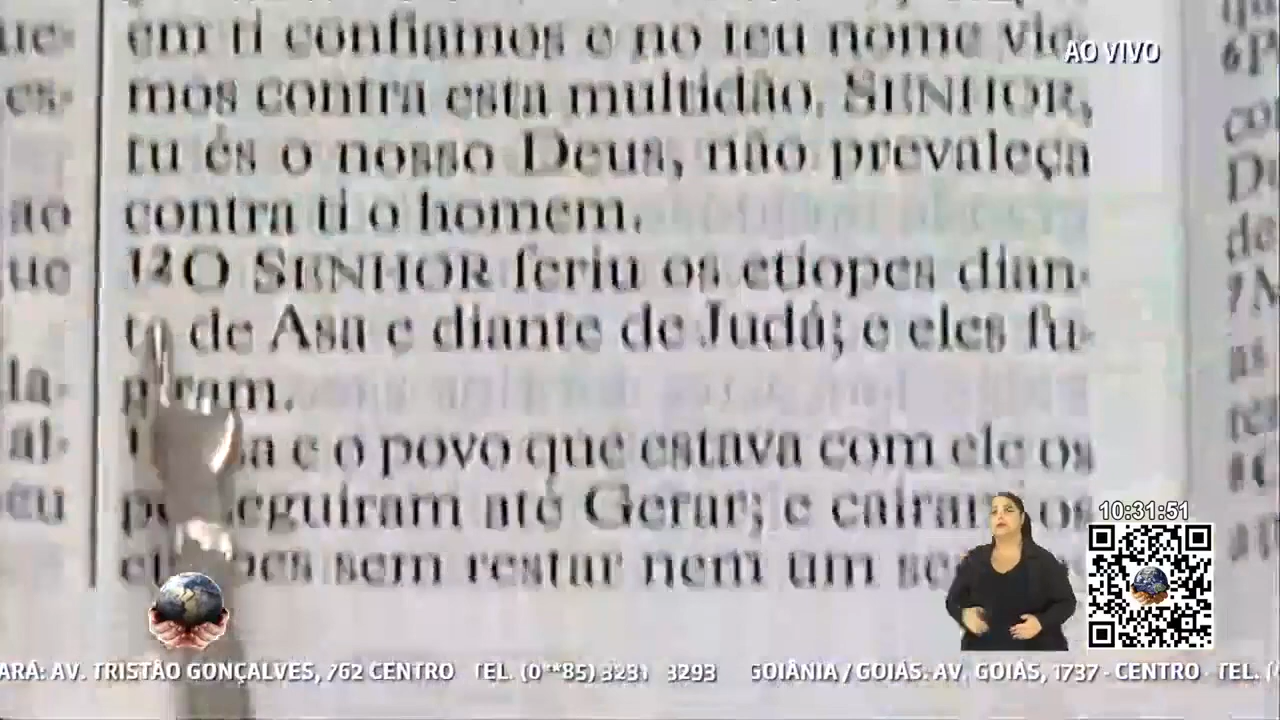 em ti confiamos e no teu nome vie-
AO VIVO
mos contra esta multidão. SENHOR,
tu és o nosso Deus, não prevaleça
contra ti o homem.
12 O SENHOR feriu os etíopes dian-
te de Asa e diante de Judá; e eles fu-
giram.
e o povo que estava com ele os
perseguiram até Gerar; e caíram os
sem restar nem um
10:31:51
ARÁ: AV. TRISTÃO GONÇALVES, 762 CENTRO TEL. (0**85) 3231 3293 GOIÂNIA / GOIÁS: AV. GOIÁS, 1737 - CENTRO - TEL. (